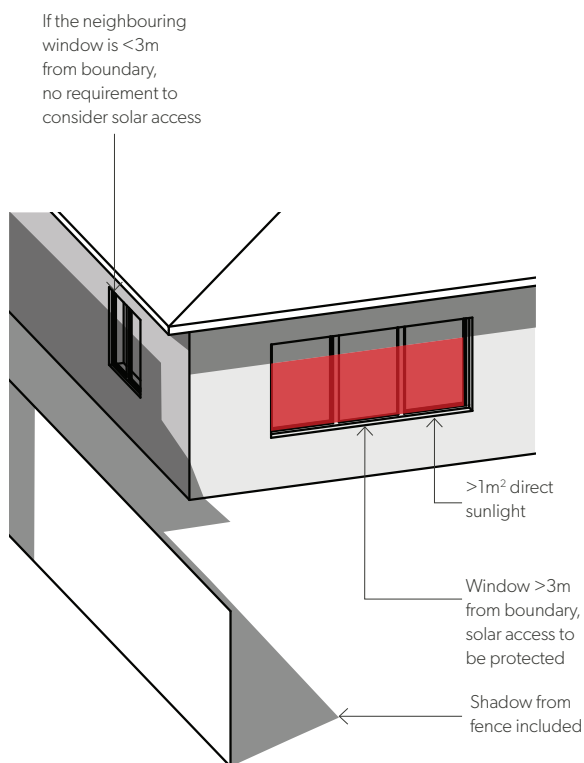 If the neighbouring
window is <3m
from boundary,
no requirement to
consider solar access
>1m² direct
sunlight
Window >3m
from boundary,
solar access to
be protected
Shadow from
fence included